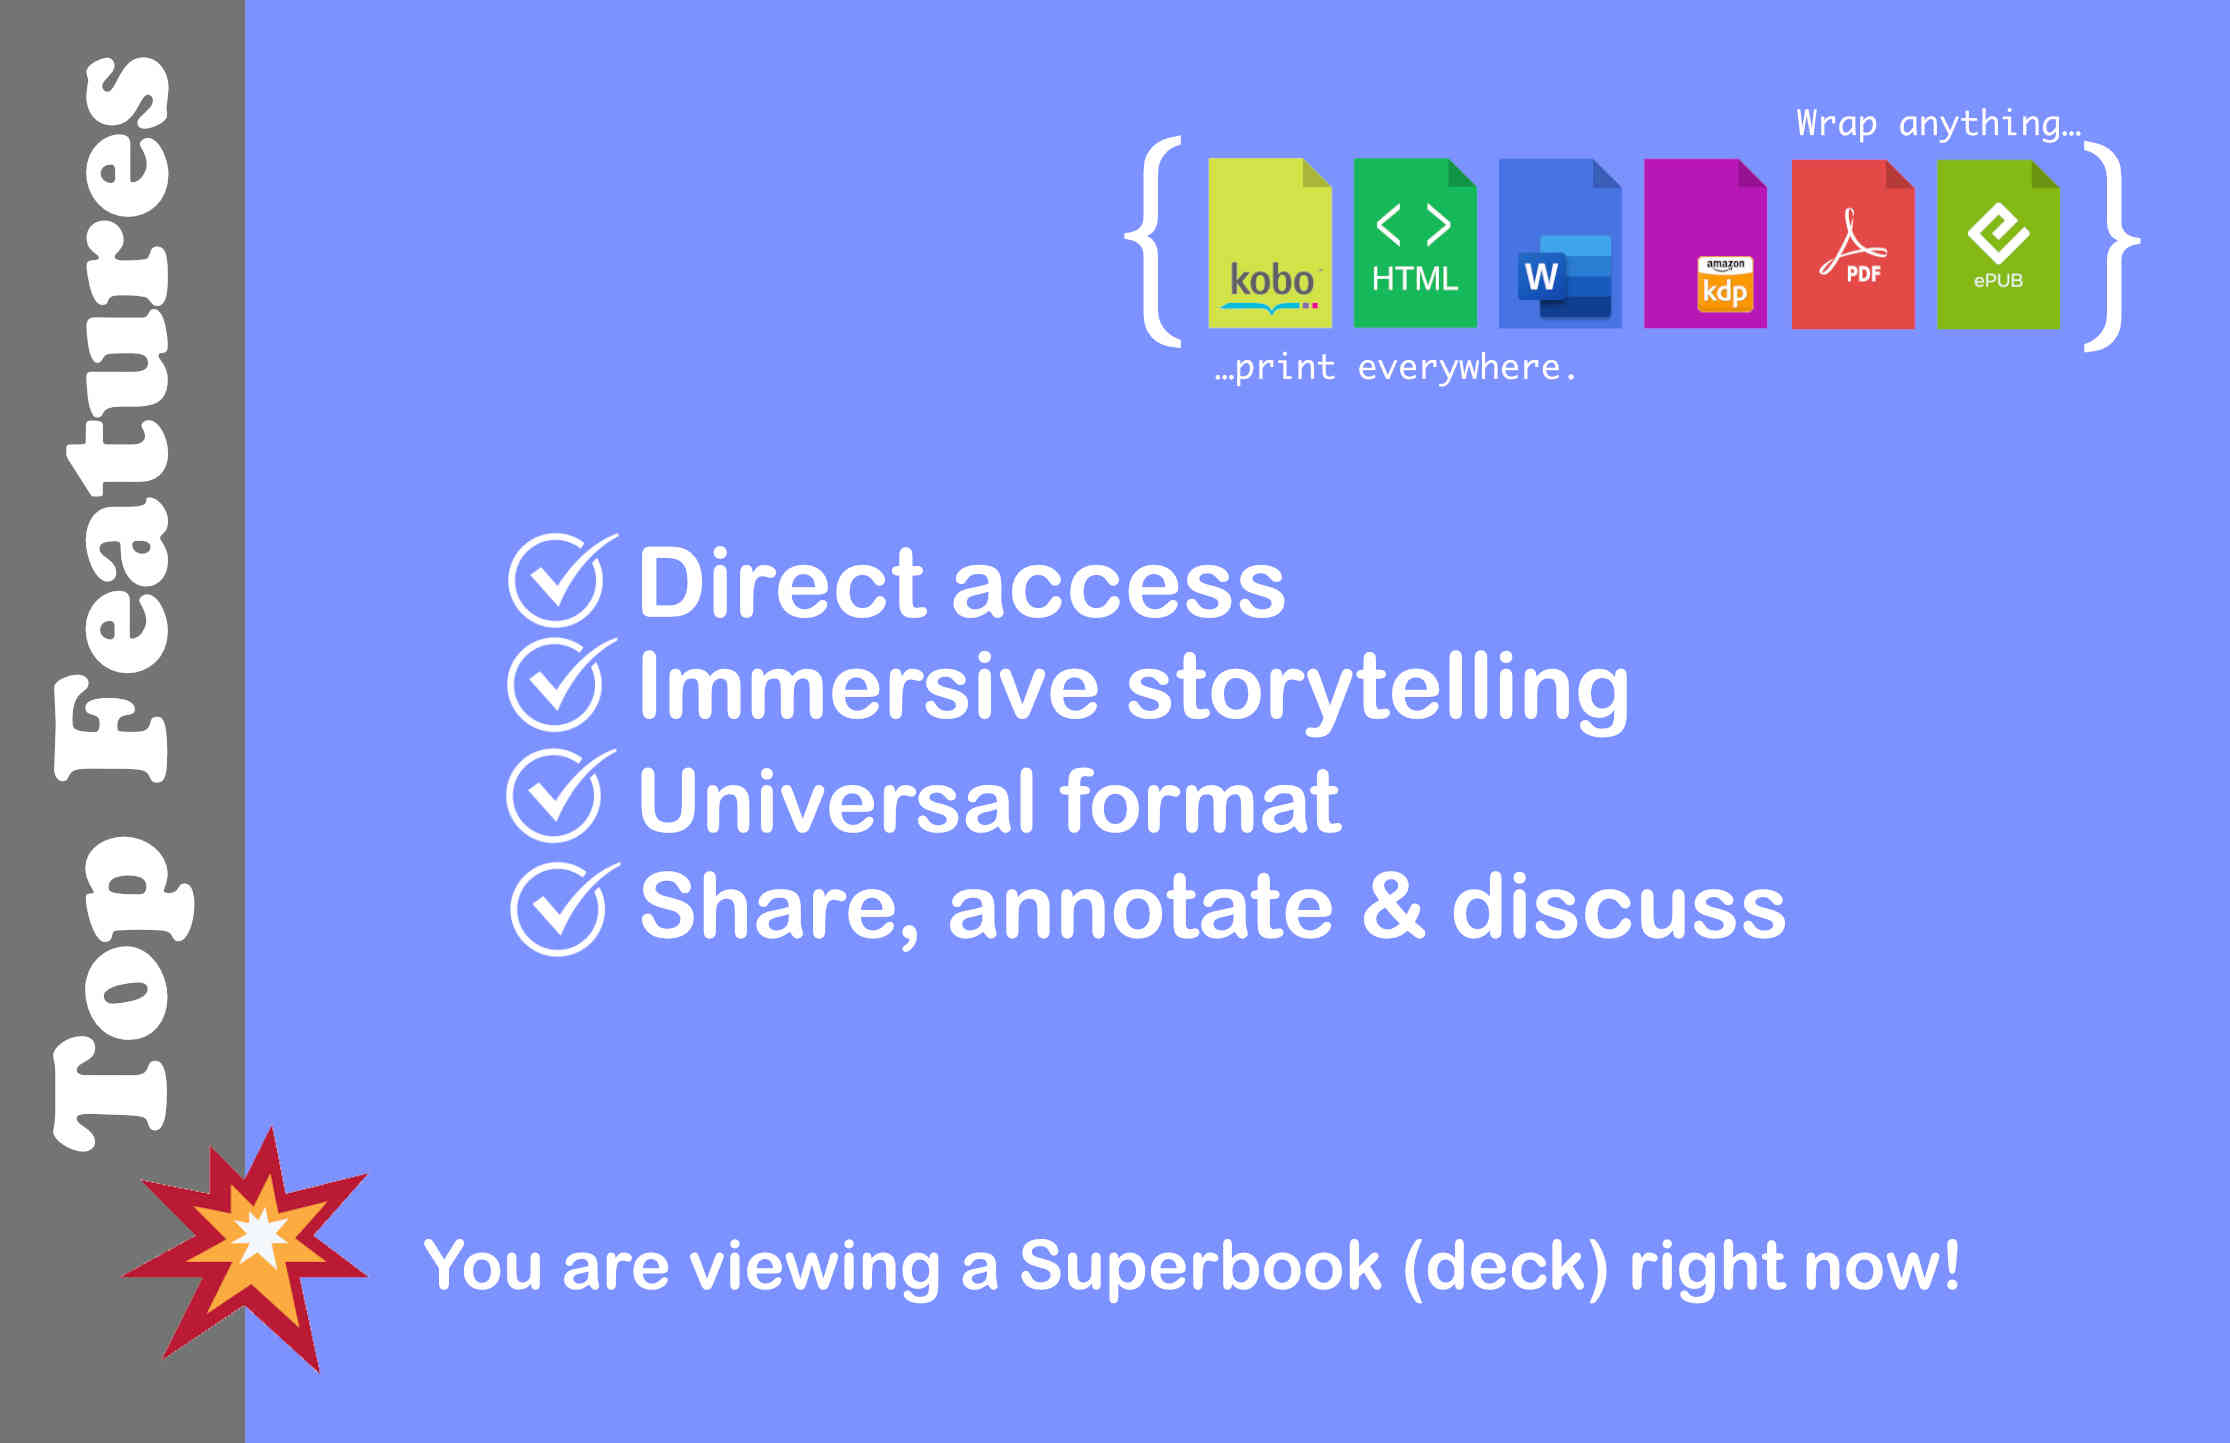 Top Features
Wrap anything…
kobo
HTML
W
amazon
kdp
PDF
ePUB
…print everywhere.
Direct access
Immersive storytelling
Universal format
Share, annotate & discuss
You are viewing a Superbook (deck) right now!